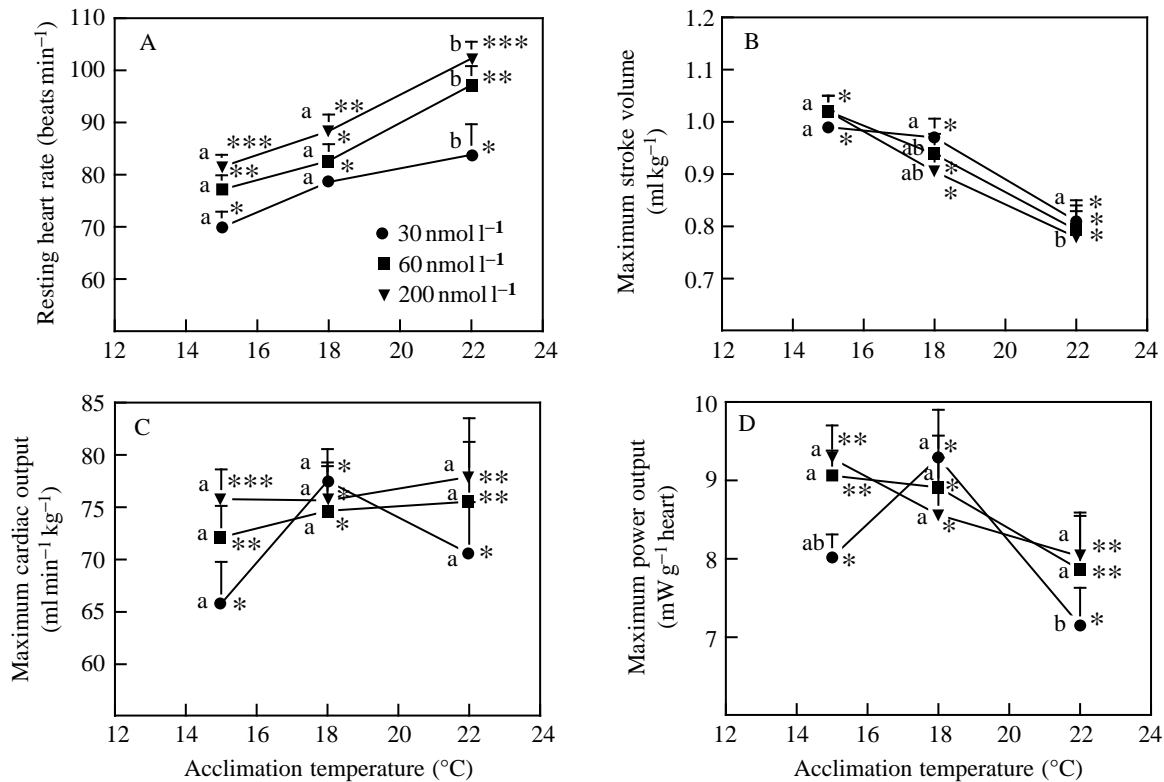 A
Resting heart rate (beats min⁻¹)
110
100
90
80
70
60
12 14 16 18 20 22 24
a *** a ** b ***
a ** a * b **
a * a * b *
30 nmol l⁻¹
60 nmol l⁻¹
200 nmol l⁻¹
B
Maximum stroke volume
(ml kg⁻¹)
1.2
1.1
1.0
0.9
0.8
0.7
12 14 16 18 20 22 24
a * a * a *
a * ab * *
ab * b *
C
Maximum cardiac output
(ml min⁻¹ kg⁻¹)
85
80
75
70
65
60
12 14 16 18 20 22 24
a *** a * a **
a ** * a **
a * a * a *
Acclimation temperature (°C)
D
Maximum power output
(mW g⁻¹ heart)
10
9
8
7
12 14 16 18 20 22 24
a ** a * a **
a ** a * a **
ab * a * b *
Acclimation temperature (°C)